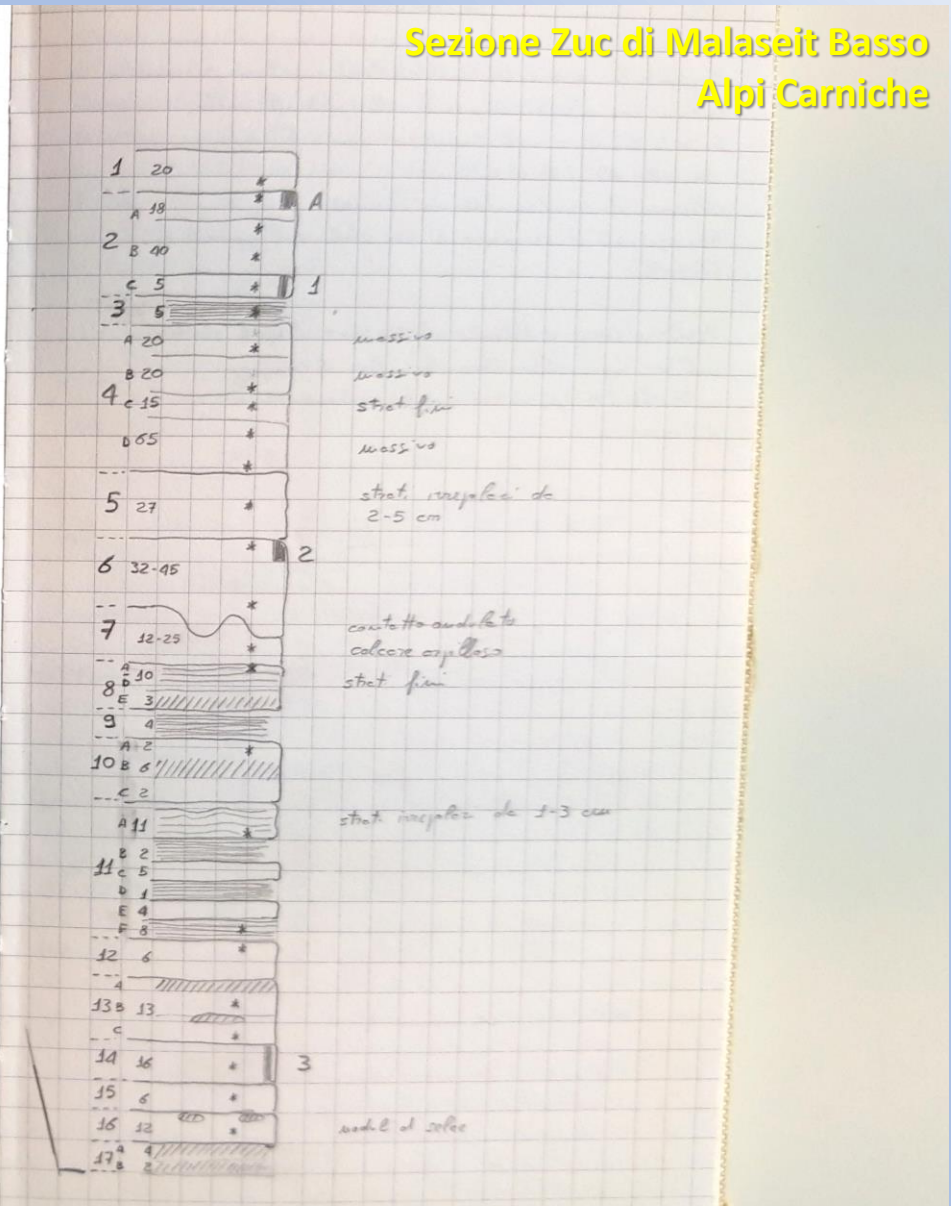 Sezione Zuc di Malaseit Basso
Alpi Carniche
1 20 *
A 18 * A
2 *
B 40 *
C 5 * 1
3 5 *
A 20 * massivo
B 20 * massivo
4 C 15 * strat fini
D 65 * massivo
*
5 27 * strat. irregolari da
2-5 cm
* 2
6 32-45
*
7 12-25 contatto ondulato
* calcare argilloso
A *
8 D 10 strat fini
E 3
9 4
A 2 *
10 B 6
C 2
A 11 * strat. irregolari da 1-3 cm
B 2
11 C 5
D 1
E 4
F 8 *
12 6 *
A
13 B 13 *
C *
14 16 * 3
15 6 *
16 12 * noduli di selce
17 A 4
B 2